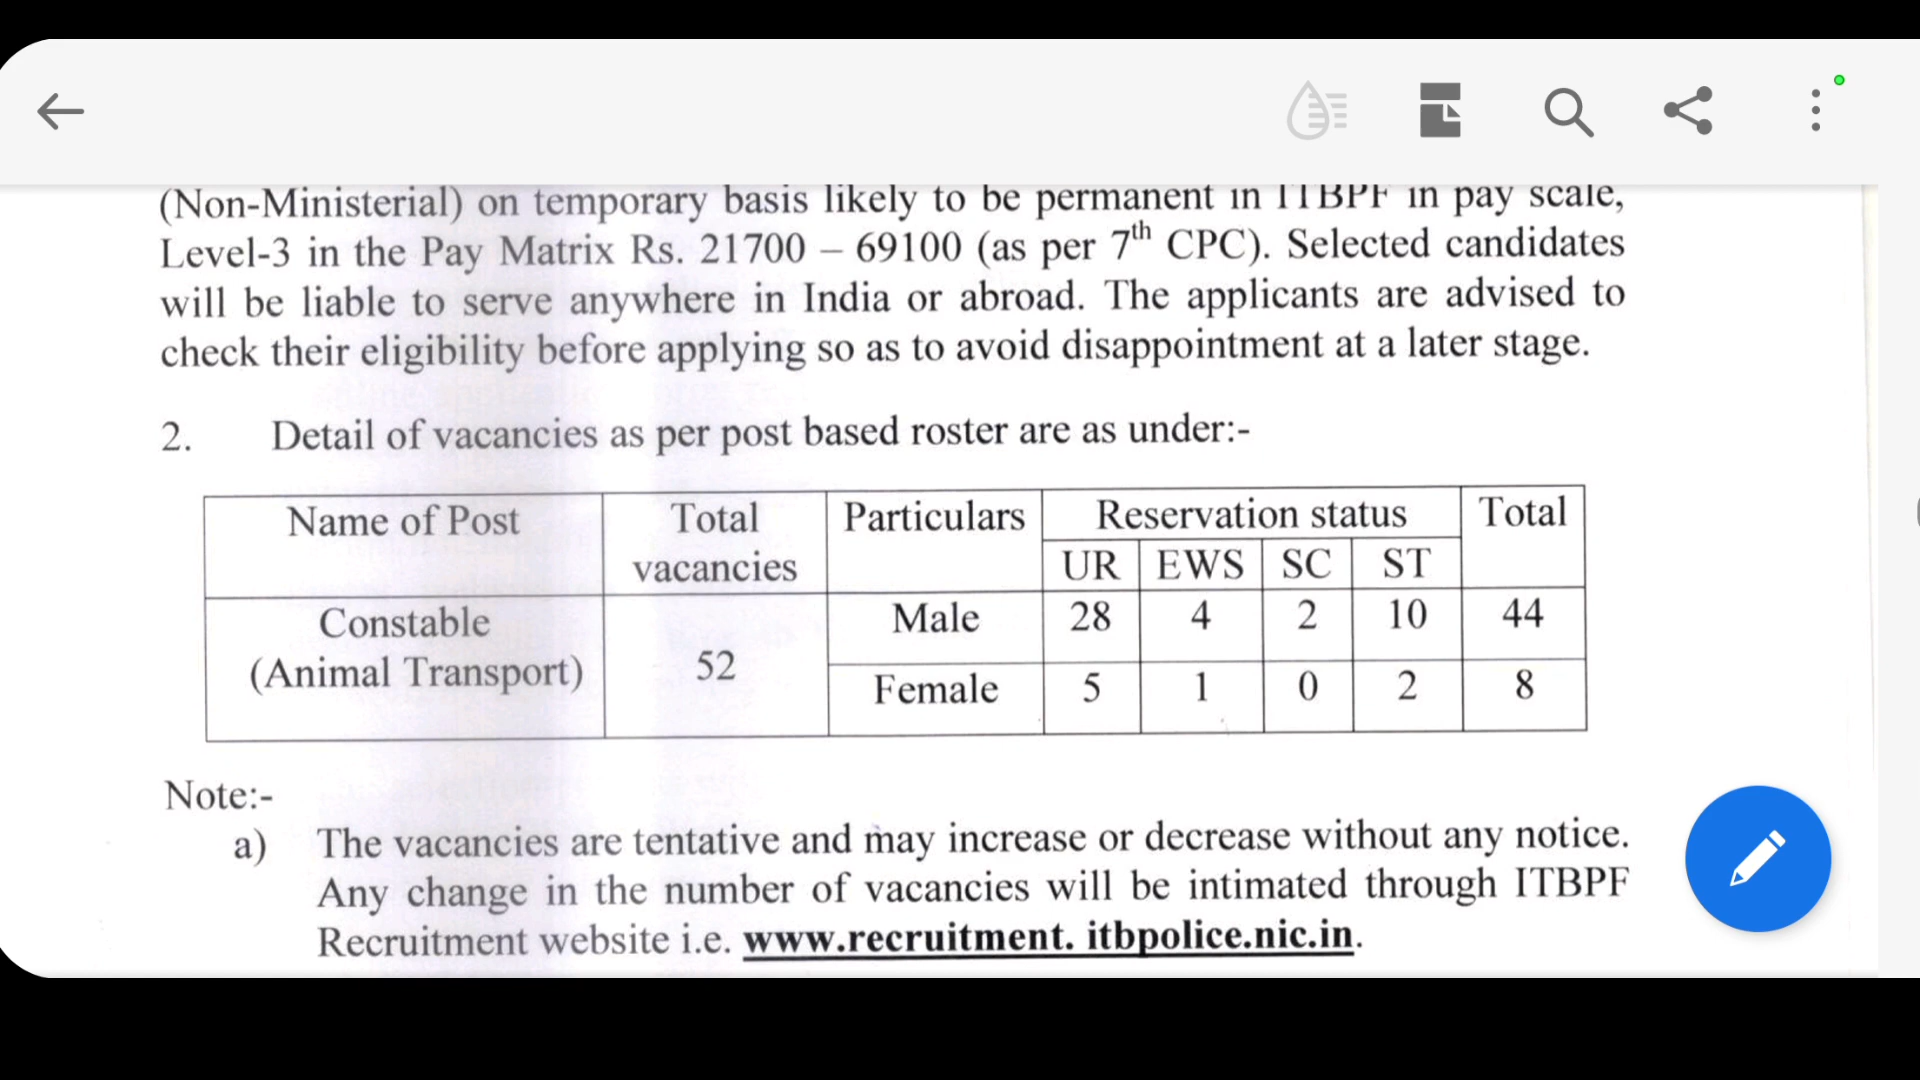 (Non-Ministerial) on temporary basis likely to be permanent in ITBPF in pay scale,
Level-3 in the Pay Matrix Rs. 21700 – 69100 (as per 7th CPC). Selected candidates
will be liable to serve anywhere in India or abroad. The applicants are advised to
check their eligibility before applying so as to avoid disappointment at a later stage.
2. Detail of vacancies as per post based roster are as under:-
Name of Post Total vacancies Particulars Reservation status Total
UR EWS SC ST
Constable (Animal Transport) 52 Male 28 4 2 10 44
Female 5 1 0 2 8
Note:-
a) The vacancies are tentative and may increase or decrease without any notice.
Any change in the number of vacancies will be intimated through ITBPF
Recruitment website i.e. www.recruitment. itbpolice.nic.in.